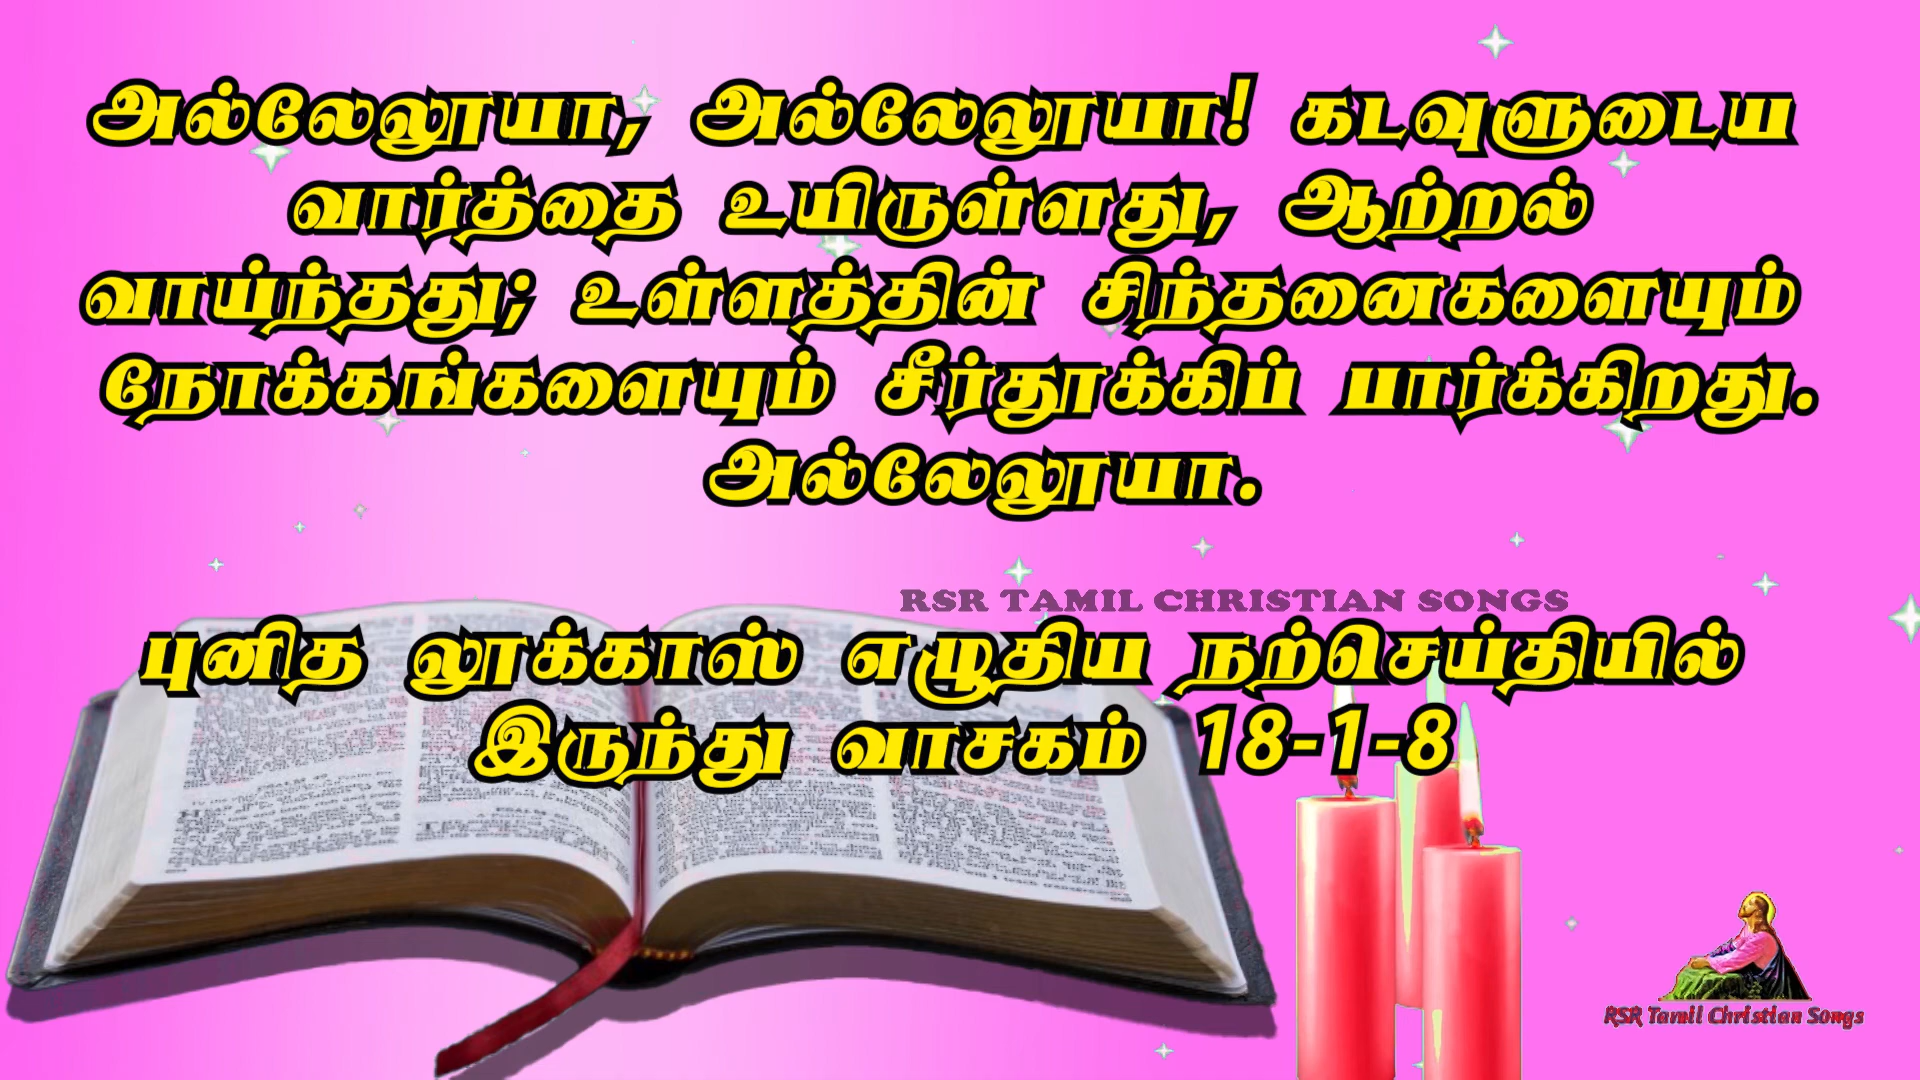 அல்லேலூயா, அல்லேலூயா! கடவுளுடைய
வார்த்தை உயிருள்ளது, ஆற்றல்
வாய்ந்தது; உள்ளத்தின் சிந்தனைகளையும்
நோக்கங்களையும் சீர்தூக்கிப் பார்க்கிறது.
அல்லேலூயா.
RSR TAMIL CHRISTIAN SONGS
புனித லூக்காஸ் எழுதிய நற்செய்தியில்
இருந்து வாசகம் 18-1-8
RSR Tamil Christian Songs